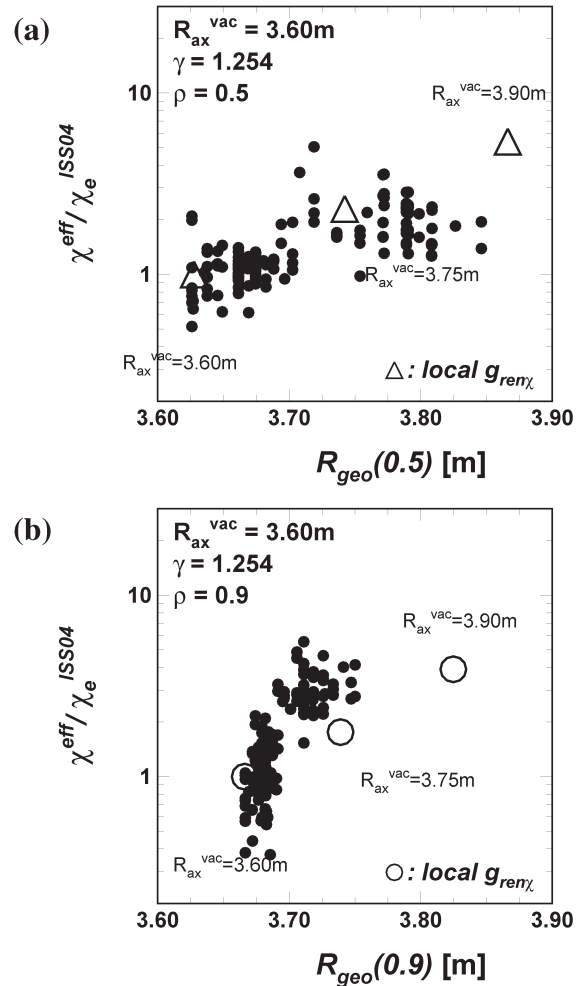 (a)
R_ax^vac = 3.60m
γ = 1.254
ρ = 0.5
R_ax^vac=3.90m
10
χ^eff/χ_e^ISS04
1
R_ax^vac=3.75m
R_ax^vac=3.60m
△: local g_renχ
3.60 3.70 3.80 3.90
R_geo(0.5) [m]
(b)
R_ax^vac = 3.60m
γ = 1.254
ρ = 0.9
10
R_ax^vac=3.90m
χ^eff/χ_e^ISS04
1
R_ax^vac=3.75m
R_ax^vac=3.60m
○: local g_renχ
3.60 3.70 3.80 3.90
R_geo(0.9) [m]